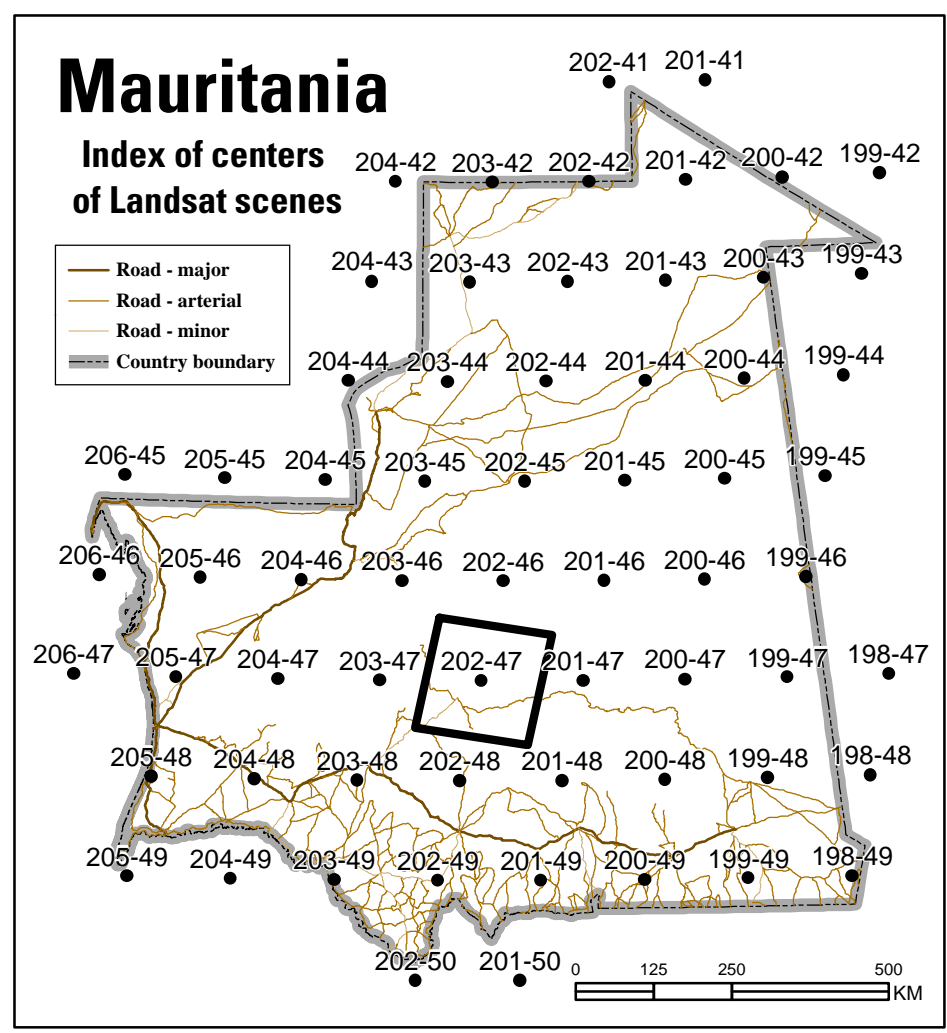 Mauritania
Index of centers
of Landsat scenes
202-41 201-41
204-42 203-42 202-42 201-42 200-42 199-42
Road - major
Road - arterial
Road - minor
Country boundary
204-43 203-43 202-43 201-43 200-43 199-43
204-44 203-44 202-44 201-44 200-44 199-44
206-45 205-45 204-45 203-45 202-45 201-45 200-45 199-45
206-46 205-46 204-46 203-46 202-46 201-46 200-46 199-46
206-47 205-47 204-47 203-47 202-47 201-47 200-47 199-47 198-47
205-48 204-48 203-48 202-48 201-48 200-48 199-48 198-48
205-49 204-49 203-49 202-49 201-49 200-49 199-49 198-49
202-50 201-50
0 125 250 500
KM